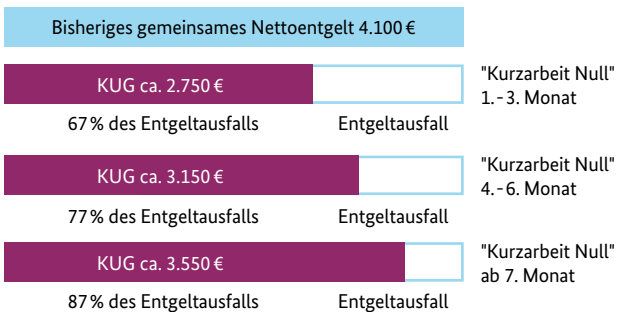 Bisheriges gemeinsames Nettoentgelt 4.100 €
KUG ca. 2.750 €
"Kurzarbeit Null"
1. - 3. Monat
67 % des Entgeltausfalls
Entgeltausfall
KUG ca. 3.150 €
"Kurzarbeit Null"
4. - 6. Monat
77 % des Entgeltausfalls
Entgeltausfall
KUG ca. 3.550 €
"Kurzarbeit Null"
ab 7. Monat
87 % des Entgeltausfalls
Entgeltausfall